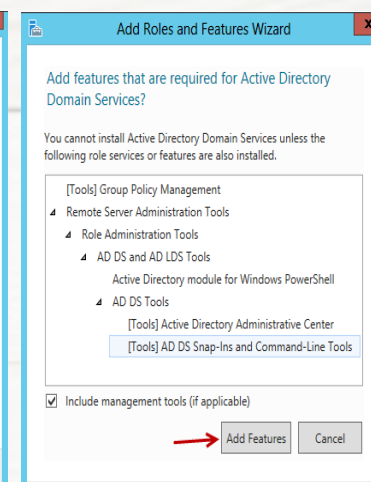 Add Roles and Features Wizard
x
Add features that are required for Active Directory
Domain Services?
You cannot install Active Directory Domain Services unless the
following role services or features are also installed.
[Tools] Group Policy Management
Remote Server Administration Tools
Role Administration Tools
AD DS and AD LDS Tools
Active Directory module for Windows PowerShell
AD DS Tools
[Tools] Active Directory Administrative Center
[Tools] AD DS Snap-Ins and Command-Line Tools
Include management tools (if applicable)
Add Features Cancel